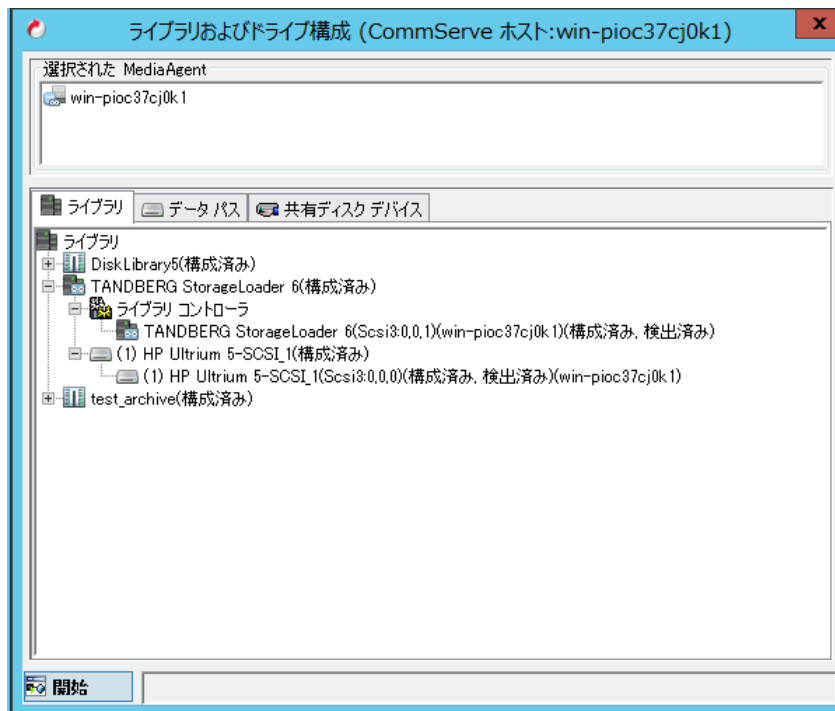 ライブラリおよびドライブ構成 (CommServe ホスト:win-pioc37cj0k1)
x
選択された MediaAgent
win-pioc37cj0k1
ライブラリ データ パス 共有ディスク デバイス
ライブラリ
DiskLibrary5(構成済み)
TANDBERG StorageLoader 6(構成済み)
ライブラリ コントローラ
TANDBERG StorageLoader 6(Scsi3:0,0,1)(win-pioc37cj0k1)(構成済み, 検出済み)
(1) HP Ultrium 5-SCSI_1(構成済み)
(1) HP Ultrium 5-SCSI_1(Scsi3:0,0,0)(構成済み, 検出済み)(win-pioc37cj0k1)
test_archive(構成済み)
開始